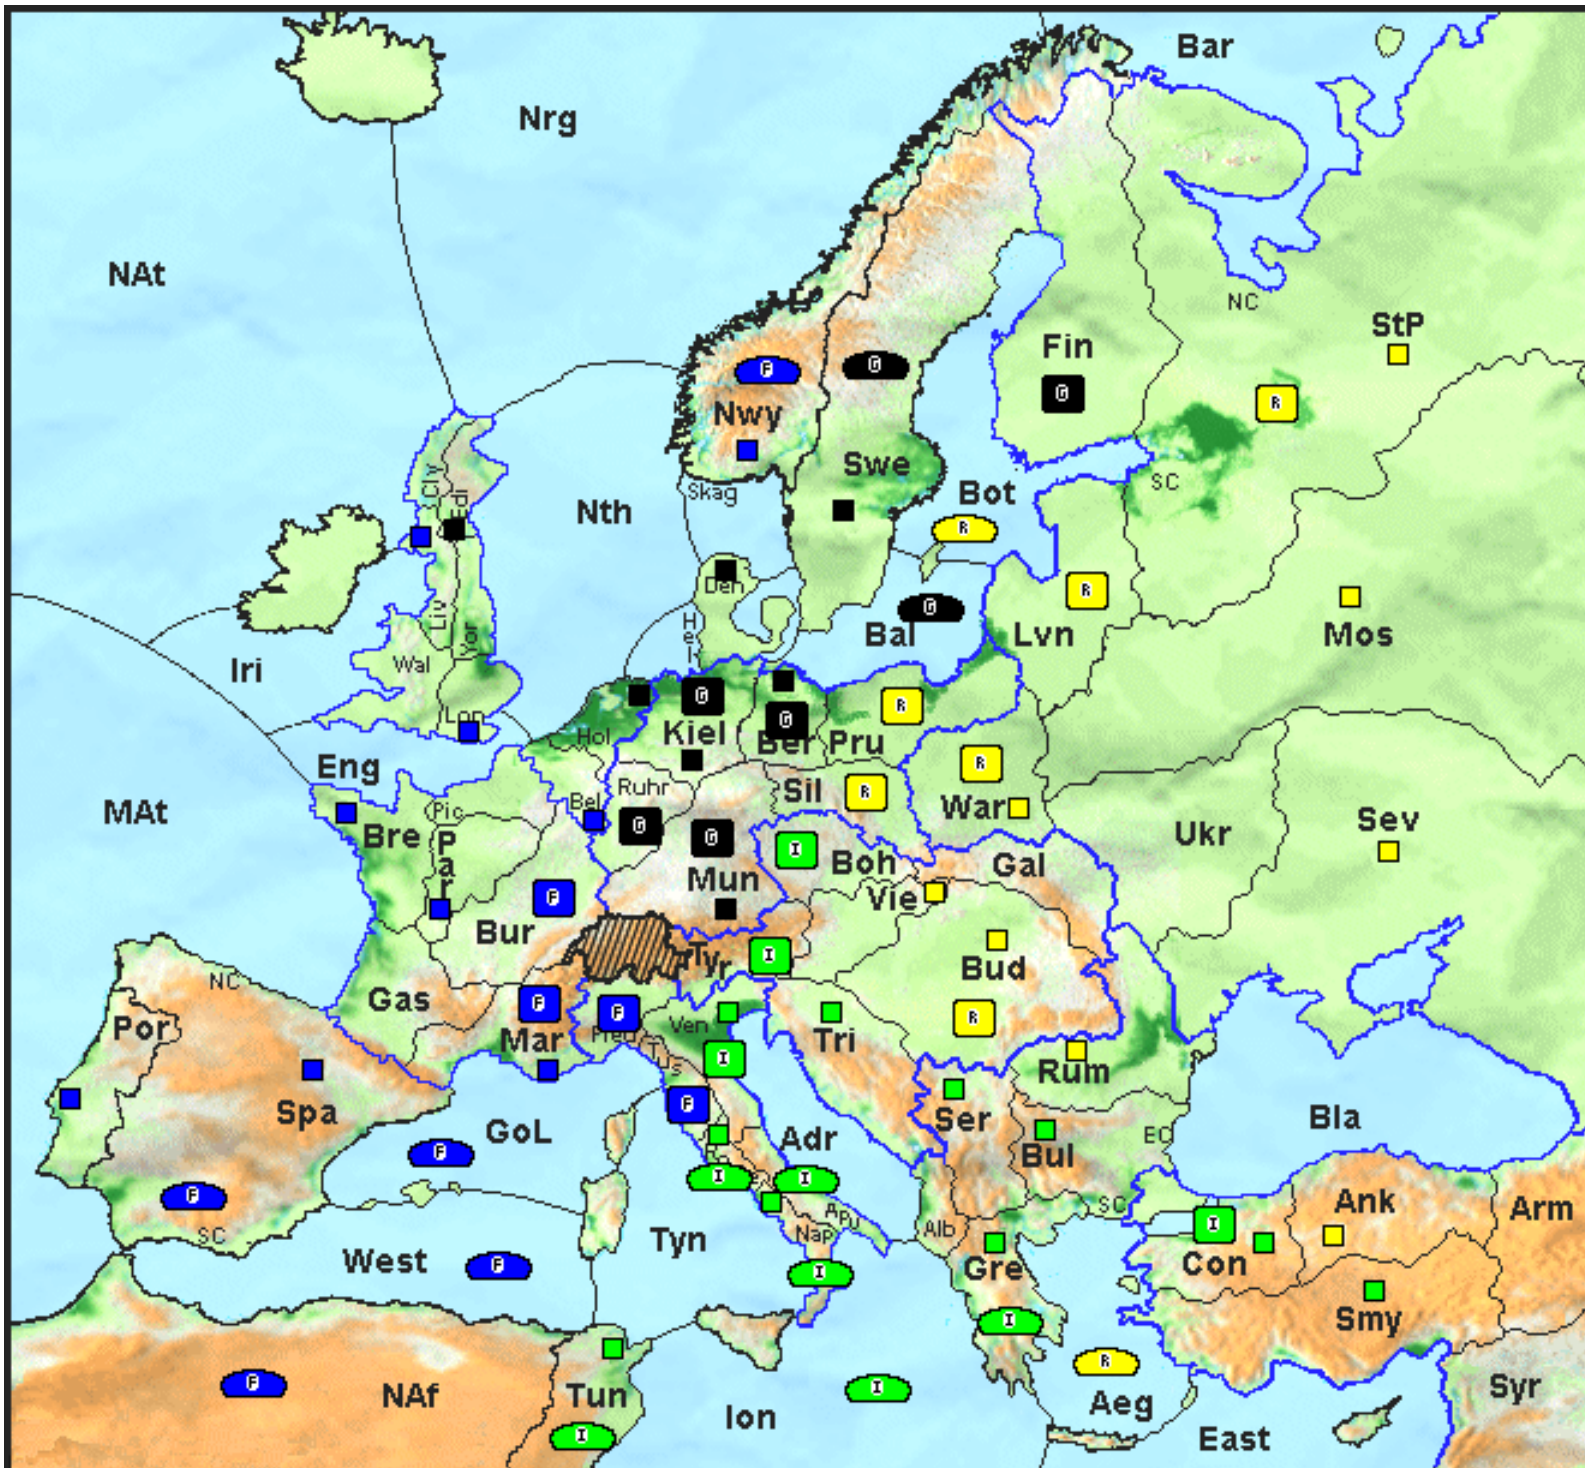 Bar
Nrg
NAt
NC
StP
Fin
R
F
G
G
Nwy
Swe
Cly
Edi
Skag
Bot
SC
Nth
R
Den
R
G
Hel
Bal
Lvn
Mos
Liv
Yor
Wal
Iri
Lon
G
R
G
Hol
Kiel
Ber
Pru
Eng
R
Ruhr
Sil
R
War
MAt
Pic
Bel
Bre
Par
G
G
I
Boh
Gal
Ukr
Sev
Mun
Vie
F
Bur
I
Tyr
Bud
NC
Gas
F
F
R
Por
Mar
Pied
Ven
Tri
Tus
I
Rum
Spa
F
GoL
Ser
Bla
F
Adr
Bul
EC
I
I
F
SC
Apu
Nap
Alb
SC
Ank
Arm
I
West
F
Tyn
I
Gre
Con
Smy
I
R
F
NAf
Tun
I
Ion
Aeg
Syr
I
East